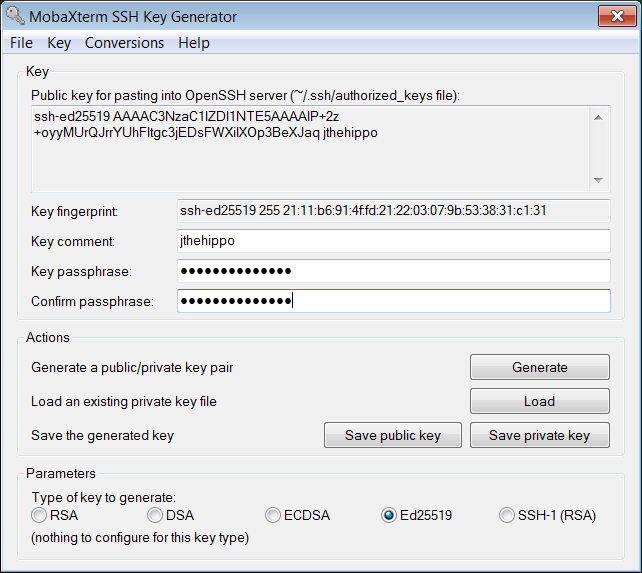 MobaXterm SSH Key Generator
File Key Conversions Help
Key
Public key for pasting into OpenSSH server (~/.ssh/authorized_keys file):
ssh-ed25519 AAAAC3NzaC1lZDI1NTE5AAAAIP+2z
+oyyMUrQJrrYUhFltgc3jEDsFWXilXOp3BeXJaq jthehippo
Key fingerprint: ssh-ed25519 255 21:11:b6:91:4f:fd:21:22:03:07:9b:53:38:31:c1:31
Key comment: jthehippo
Key passphrase: ●●●●●●●●●●●●●●
Confirm passphrase: ●●●●●●●●●●●●●●
Actions
Generate a public/private key pair Generate
Load an existing private key file Load
Save the generated key Save public key Save private key
Parameters
Type of key to generate:
RSA DSA ECDSA Ed25519 SSH-1 (RSA)
(nothing to configure for this key type)